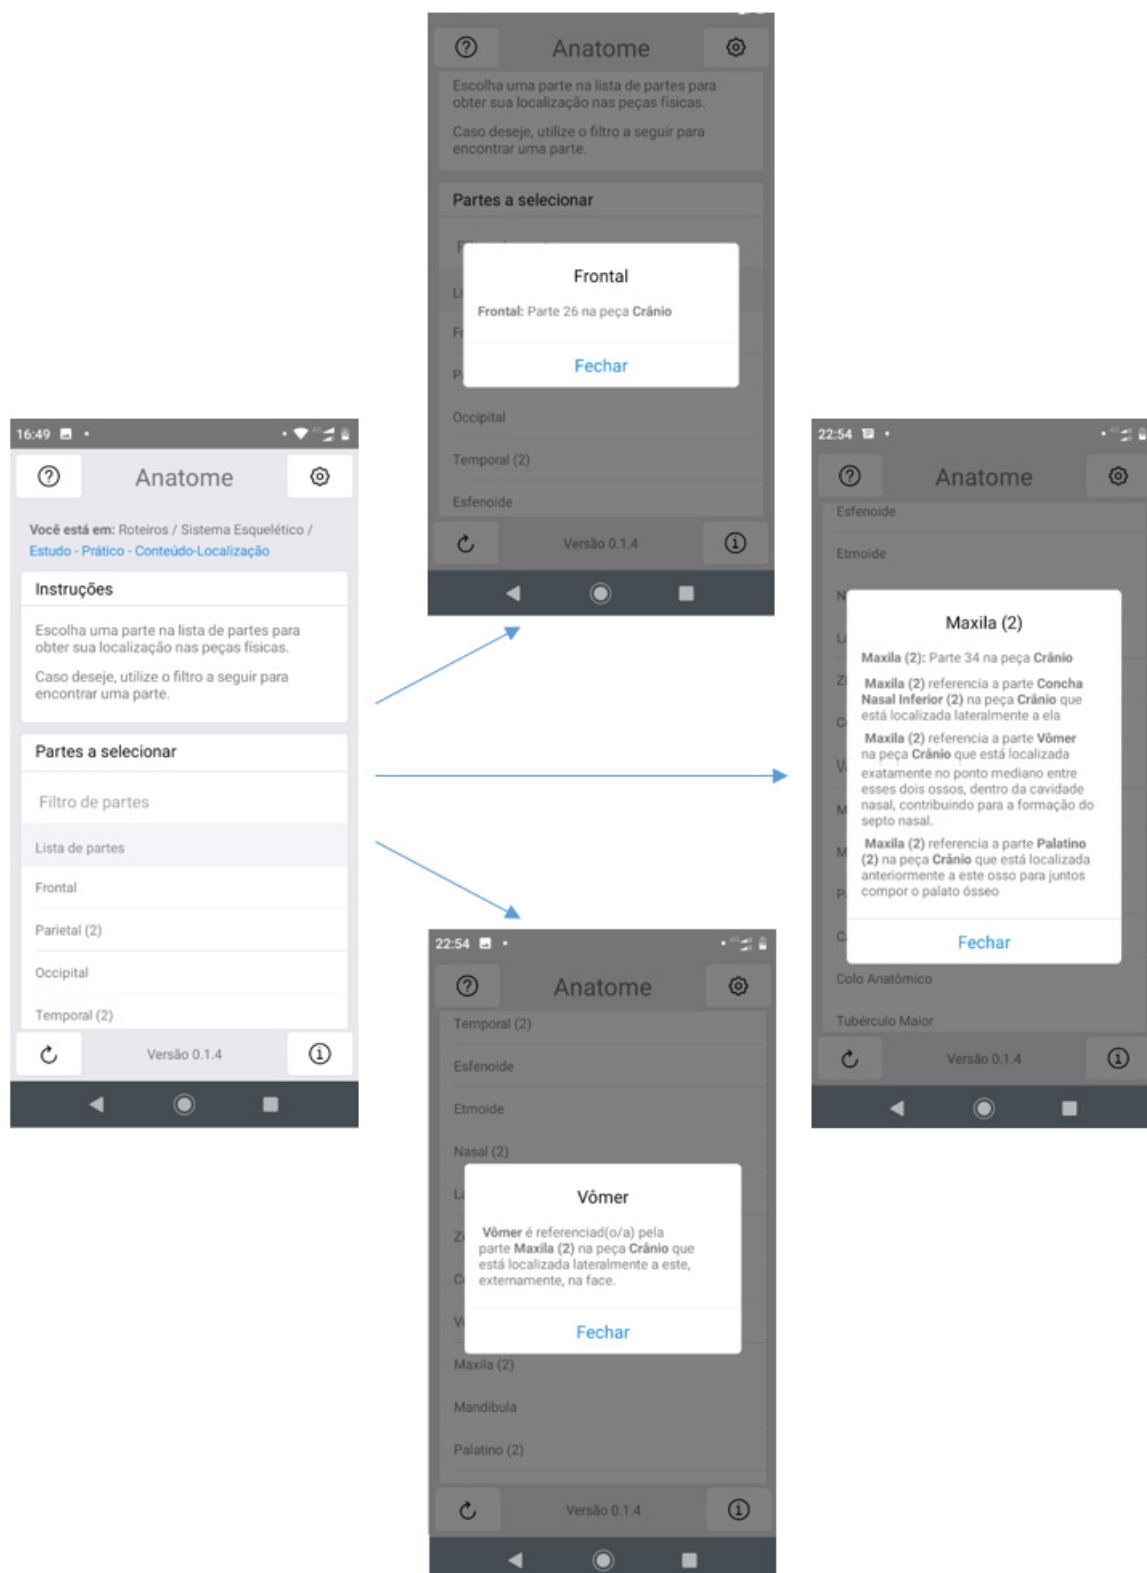 Anatome
Escolha uma parte na lista de partes para
obter sua localização nas peças físicas.
Caso deseje, utilize o filtro a seguir para
encontrar uma parte.
Partes a selecionar
Frontal
Frontal: Parte 26 na peça Crânio
Fechar
Occipital
Temporal (2)
Esfenoide
Versão 0.1.4
16:49
Anatome
Você está em: Roteiros / Sistema Esquelético /
Estudo - Prático - Conteúdo-Localização
Instruções
Escolha uma parte na lista de partes para
obter sua localização nas peças físicas.
Caso deseje, utilize o filtro a seguir para
encontrar uma parte.
Partes a selecionar
Filtro de partes
Lista de partes
Frontal
Parietal (2)
Occipital
Temporal (2)
Versão 0.1.4
22:54
Anatome
Esfenoide
Etmoide
Maxila (2)
Maxila (2): Parte 34 na peça Crânio
Maxila (2) referencia a parte Concha
Nasal Inferior (2) na peça Crânio que
está localizada lateralmente a ela
Maxila (2) referencia a parte Vômer
na peça Crânio que está localizada
exatamente no ponto mediano entre
esses dois ossos, dentro da cavidade
nasal, contribuindo para a formação do
septo nasal.
Maxila (2) referencia a parte Palatino
(2) na peça Crânio que está localizada
anteriormente a este osso para juntos
compor o palato ósseo
Fechar
Colo Anatômico
Tubérculo Maior
Versão 0.1.4
22:54
Anatome
Temporal (2)
Esfenoide
Etmoide
Nasal (2)
Vômer
Vômer é referenciad(o/a) pela
parte Maxila (2) na peça Crânio que
está localizada lateralmente a este,
externamente, na face.
Fechar
Maxila (2)
Mandíbula
Palatino (2)
Versão 0.1.4